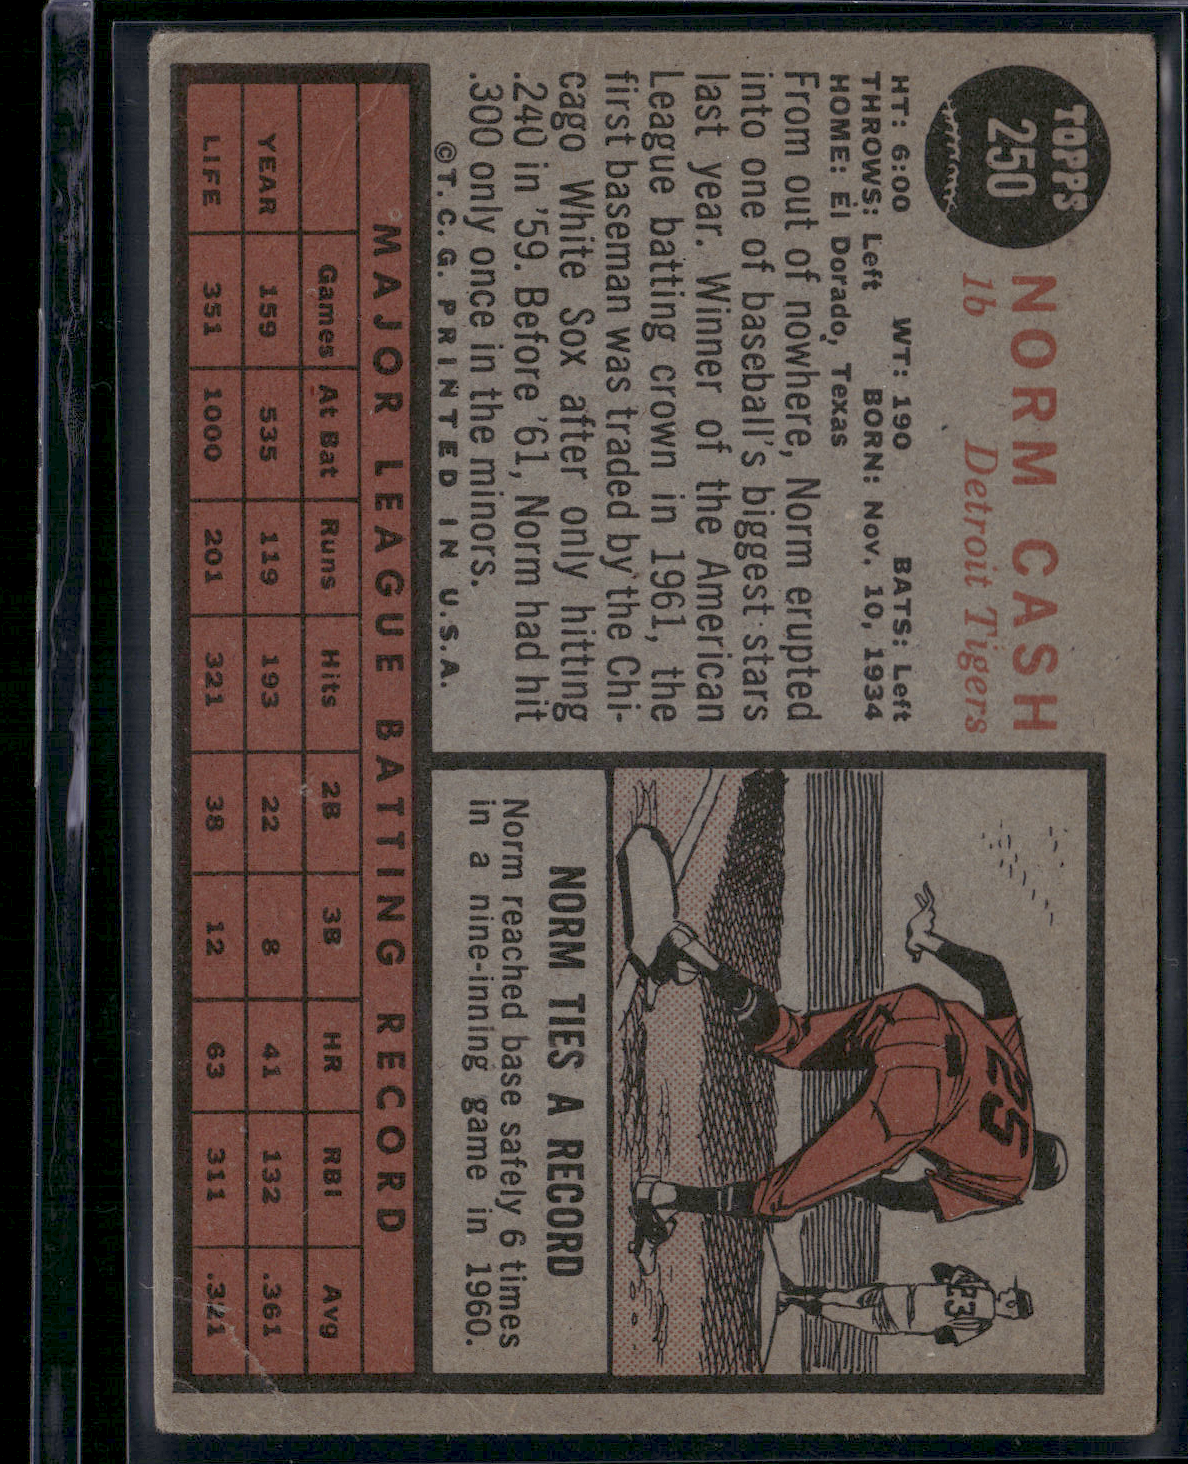 TOPPS
250
NORM CASH
1b Detroit Tigers
HT: 6:00 WT: 190 BATS: Left
THROWS: Left BORN: Nov. 10, 1934
HOME: El Dorado, Texas
From out of nowhere, Norm erupted
into one of baseball's biggest stars
last year. Winner of the American
League batting crown in 1961, the
first baseman was traded by the Chi-
cago White Sox after only hitting
.240 in '59. Before '61, Norm had hit
.300 only once in the minors.
©T. C. G. PRINTED IN U.S.A.
25
23
NORM TIES A RECORD
Norm reached base safely 6 times
in a nine-inning game in 1960.
MAJOR LEAGUE BATTING RECORD
Games At Bat Runs Hits 2B 3B HR RBI Avg
YEAR 159 535 119 193 22 8 41 132 .361
LIFE 351 1000 201 321 38 12 63 311 .321